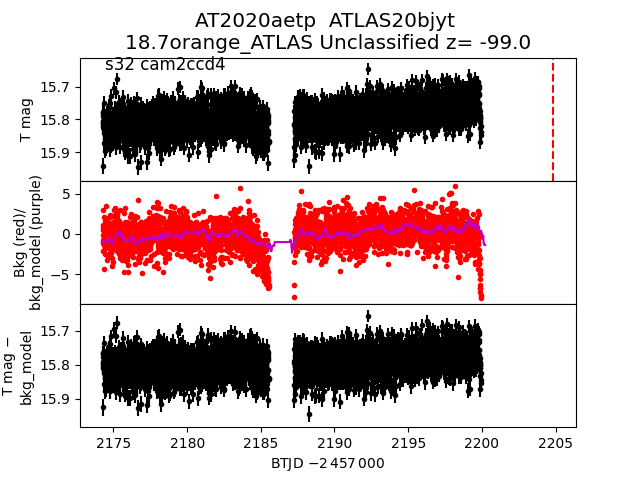 AT2020aetp  ATLAS20bjyt
18.7orange_ATLAS Unclassified z= -99.0
s32 cam2ccd4
T mag
15.7
15.8
15.9
Bkg (red)/
bkg_model (purple)
5
0
−5
T mag −
bkg_model
15.7
15.8
15.9
2175 2180 2185 2190 2195 2200 2205
BTJD −2 457 000